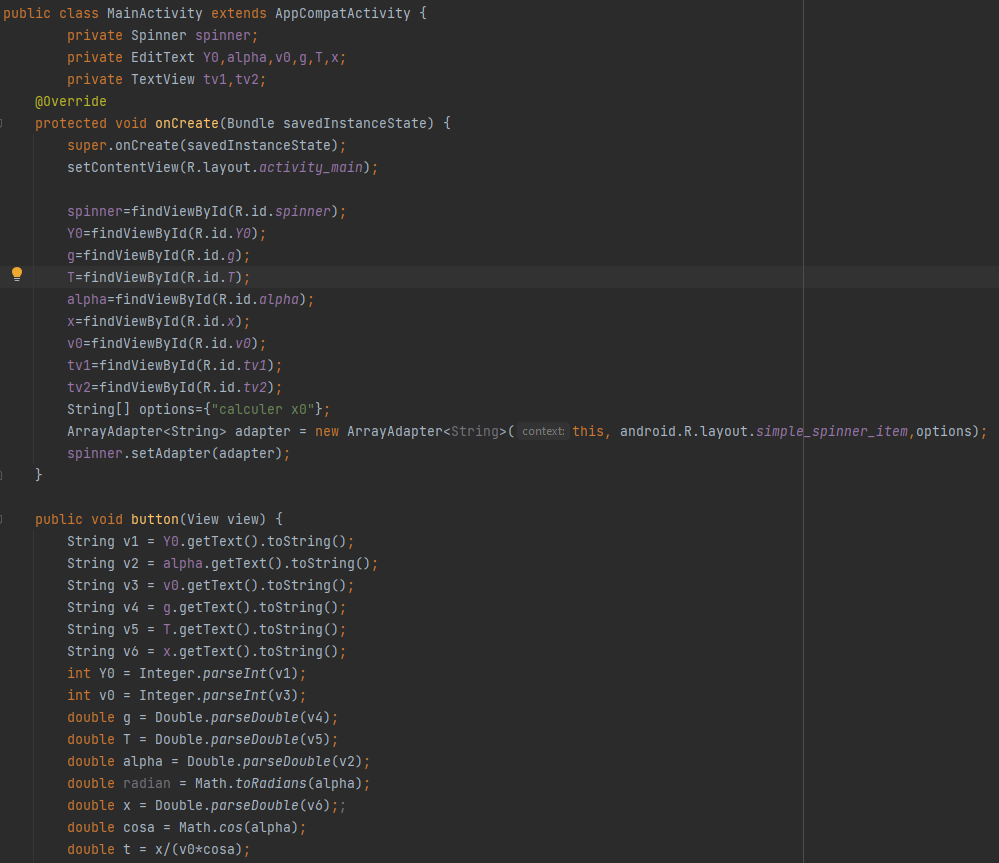 public class MainActivity extends AppCompatActivity {
private Spinner spinner;
private EditText Y0,alpha,v0,g,T,x;
private TextView tv1,tv2;
@Override
protected void onCreate(Bundle savedInstanceState) {
super.onCreate(savedInstanceState);
setContentView(R.layout.activity_main);
spinner=findViewById(R.id.spinner);
Y0=findViewById(R.id.Y0);
g=findViewById(R.id.g);
T=findViewById(R.id.T);
alpha=findViewById(R.id.alpha);
x=findViewById(R.id.x);
v0=findViewById(R.id.v0);
tv1=findViewById(R.id.tv1);
tv2=findViewById(R.id.tv2);
String[] options={"calculer x0"};
ArrayAdapter<String> adapter = new ArrayAdapter<String>( context: this, android.R.layout.simple_spinner_item,options);
spinner.setAdapter(adapter);
}
public void button(View view) {
String v1 = Y0.getText().toString();
String v2 = alpha.getText().toString();
String v3 = v0.getText().toString();
String v4 = g.getText().toString();
String v5 = T.getText().toString();
String v6 = x.getText().toString();
int Y0 = Integer.parseInt(v1);
int v0 = Integer.parseInt(v3);
double g = Double.parseDouble(v4);
double T = Double.parseDouble(v5);
double alpha = Double.parseDouble(v2);
double radian = Math.toRadians(alpha);
double x = Double.parseDouble(v6);;
double cosa = Math.cos(alpha);
double t = x/(v0*cosa);